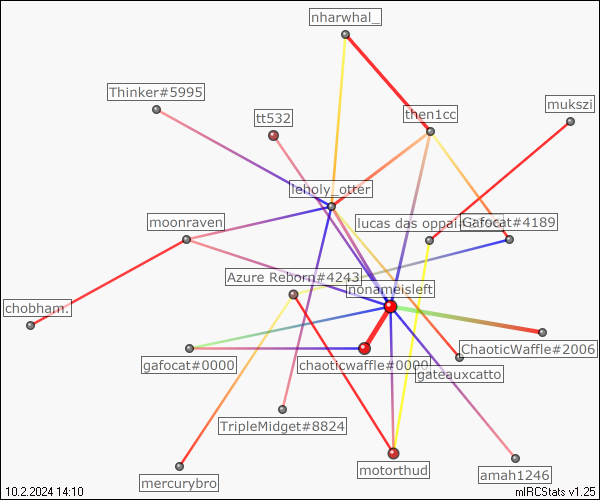 nharwhal_
Thinker#5995
mukszi
tt532
then1cc
leholy_otter
moonraven
lucas das oppai
Gafocat#4189
Azure Reborn#4243
nonameisleft
chobham.
ChaoticWaffle#2006
gafocat#0000
chaoticwaffle#0000
gateauxcatto
TripleMidget#8824
motorthud
mercurybro
amah1246
10.2.2024 14:10
mIRCStats v1.25